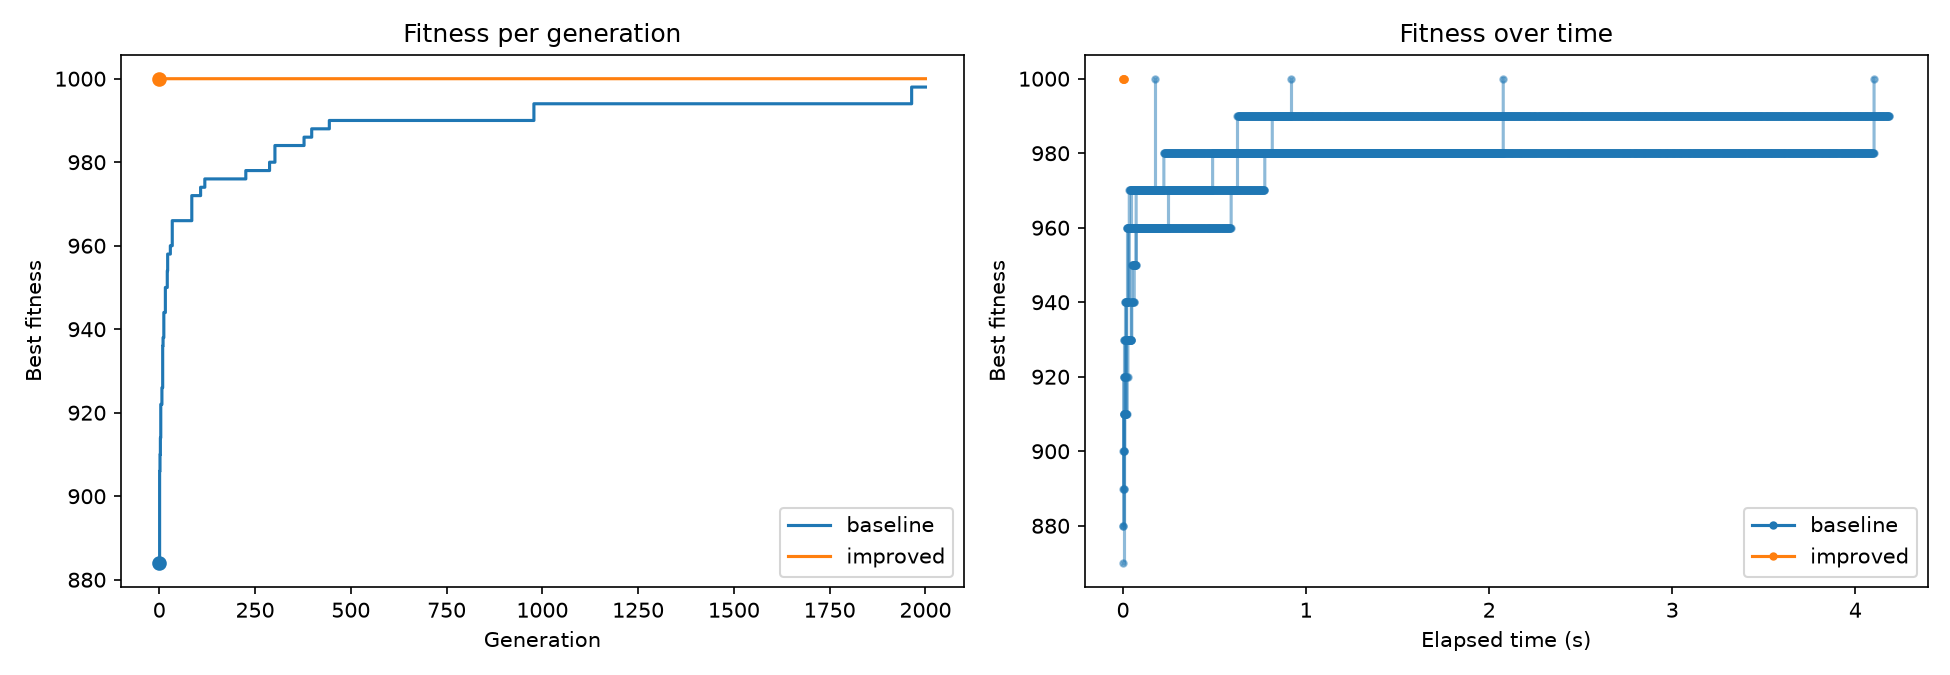 Fitness per generation
Best fitness
1000
980
960
940
920
900
880
0
250
500
750
1000
1250
1500
1750
2000
Generation
baseline
improved
Fitness over time
Best fitness
1000
980
960
940
920
900
880
0
1
2
3
4
Elapsed time (s)
baseline
improved